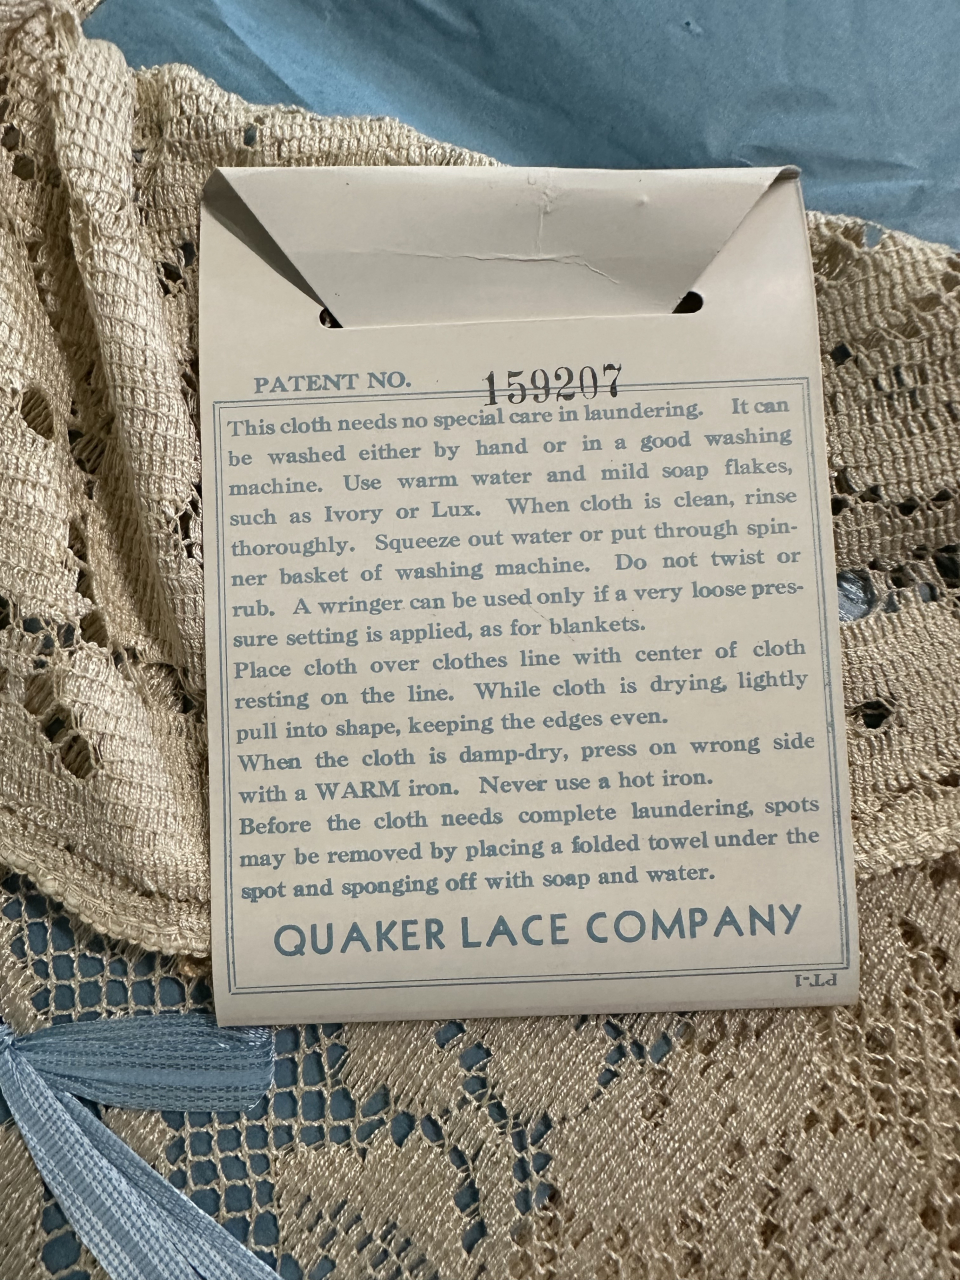 PATENT NO. 159207
This cloth needs no special care in laundering. It can
be washed either by hand or in a good washing
machine. Use warm water and mild soap flakes,
such as Ivory or Lux. When cloth is clean, rinse
thoroughly. Squeeze out water or put through spin-
ner basket of washing machine. Do not twist or
rub. A wringer can be used only if a very loose pres-
sure setting is applied, as for blankets.
Place cloth over clothes line with center of cloth
resting on the line. While cloth is drying, lightly
pull into shape, keeping the edges even.
When the cloth is damp-dry, press on wrong side
with a WARM iron. Never use a hot iron.
Before the cloth needs complete laundering, spots
may be removed by placing a folded towel under the
spot and sponging off with soap and water.
QUAKER LACE COMPANY
PT-1